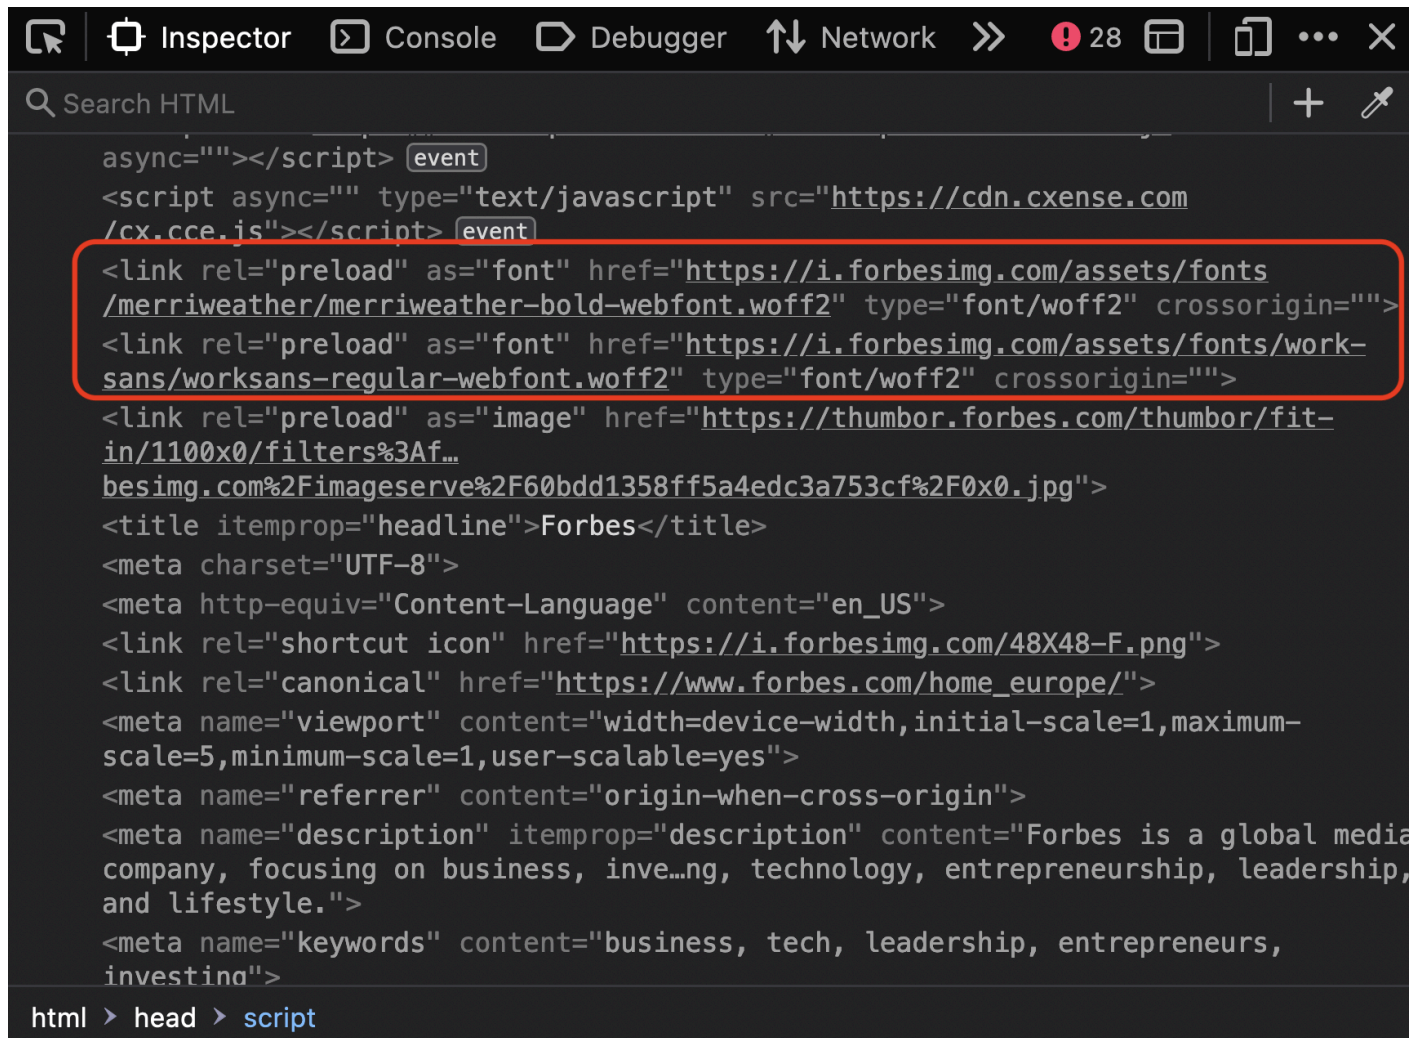 Inspector Console Debugger Network 28
Search HTML
async=""></script> event
<script async="" type="text/javascript" src="https://cdn.cxense.com
/cx.cce.js"></script> event
<link rel="preload" as="font" href="https://i.forbesimg.com/assets/fonts
/merriweather/merriweather-bold-webfont.woff2" type="font/woff2" crossorigin="">
<link rel="preload" as="font" href="https://i.forbesimg.com/assets/fonts/work-
sans/worksans-regular-webfont.woff2" type="font/woff2" crossorigin="">
<link rel="preload" as="image" href="https://thumbor.forbes.com/thumbor/fit-
in/1100x0/filters%3Af…
besimg.com%2Fimageserve%2F60bdd1358ff5a4edc3a753cf%2F0x0.jpg">
<title itemprop="headline">Forbes</title>
<meta charset="UTF-8">
<meta http-equiv="Content-Language" content="en_US">
<link rel="shortcut icon" href="https://i.forbesimg.com/48X48-F.png">
<link rel="canonical" href="https://www.forbes.com/home_europe/">
<meta name="viewport" content="width=device-width,initial-scale=1,maximum-
scale=5,minimum-scale=1,user-scalable=yes">
<meta name="referrer" content="origin-when-cross-origin">
<meta name="description" itemprop="description" content="Forbes is a global media
company, focusing on business, inve…ng, technology, entrepreneurship, leadership,
and lifestyle.">
<meta name="keywords" content="business, tech, leadership, entrepreneurs,
investing">
html > head > script